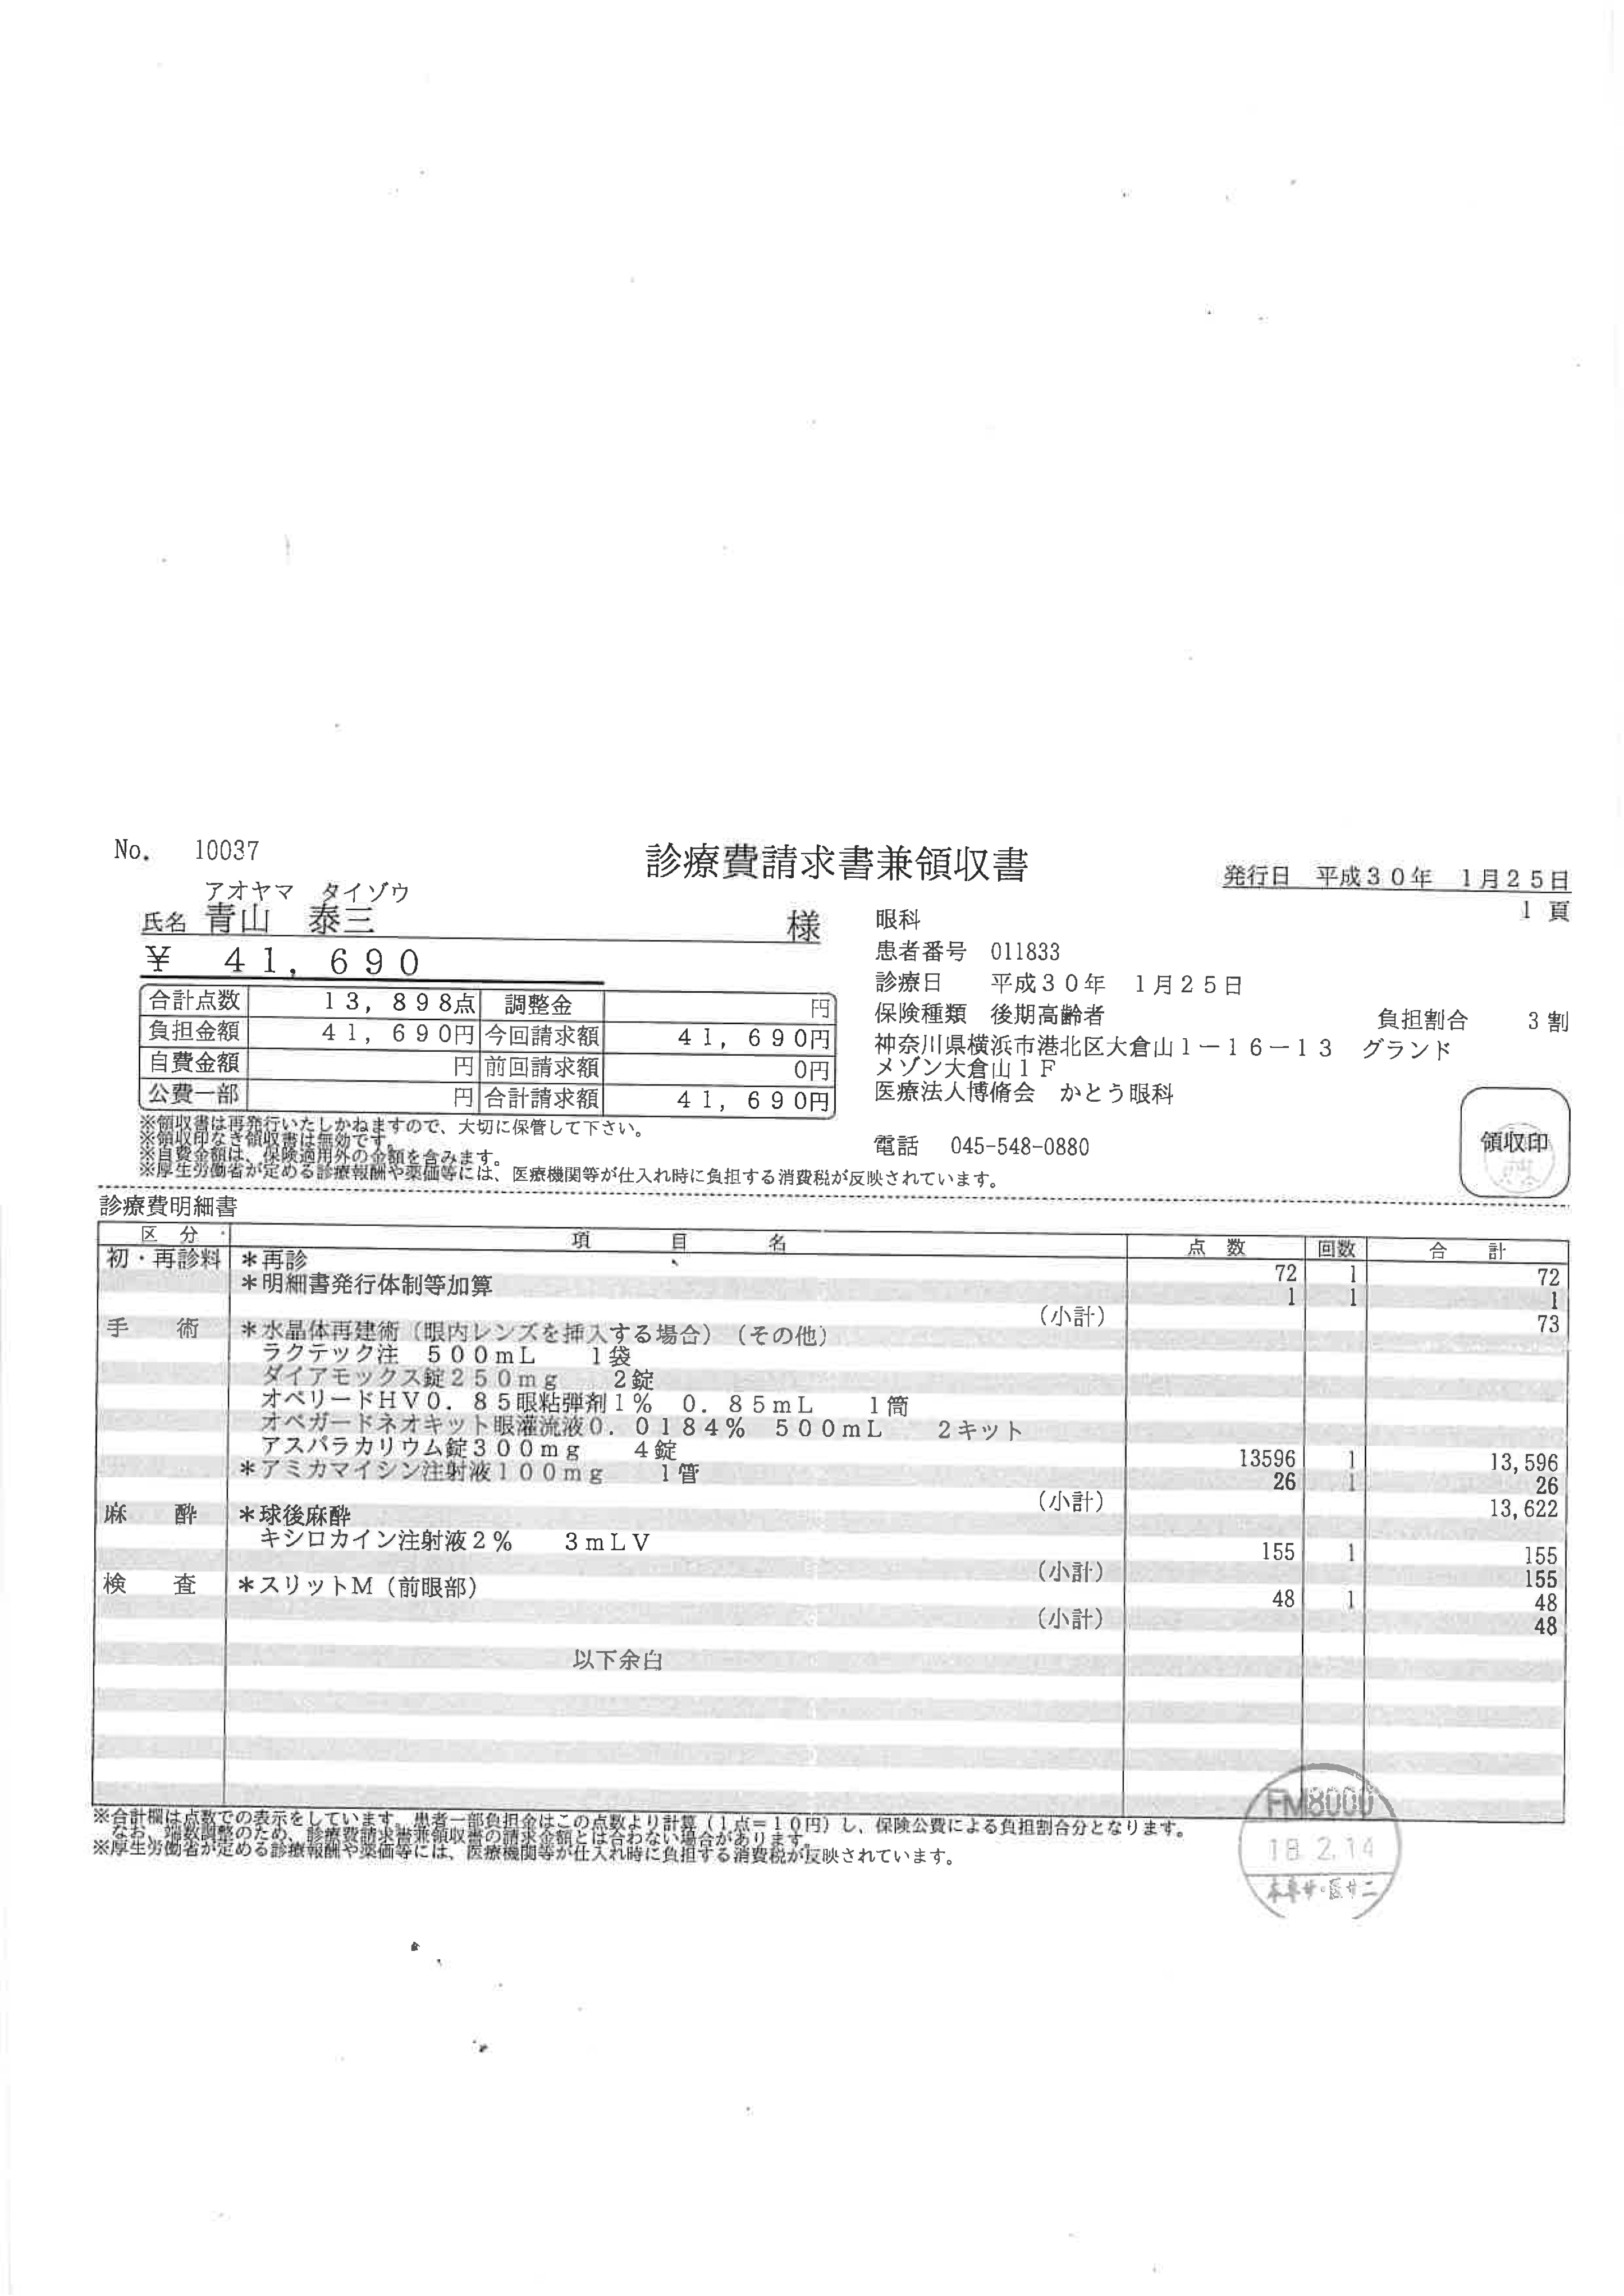 No. 10037
診療費請求書兼領収書
発行日 平成30年 1月25日
1 頁
アオヤマ タイゾウ
氏名 青山 泰三 様
¥ 41,690
合計点数 13,898点 調整金 円
負担金額 41,690円 今回請求額 41,690円
自費金額 円 前回請求額 0円
公費一部 円 合計請求額 41,690円
眼科
患者番号 011833
診療日 平成30年 1月25日
保険種類 後期高齢者 負担割合 3割
神奈川県横浜市港北区大倉山1-16-13 グランド
メゾン大倉山1F
医療法人博脩会 かとう眼科
電話 045-548-0880
領収印
※領収書は再発行いたしかねますので、大切に保管して下さい。
※領収印なき領収書は無効です。
※自費金額は、保険適用外の金額を含みます。
※厚生労働省が定める診療報酬や薬価等には、医療機関等が仕入れ時に負担する消費税が反映されています。
診療費明細書
区分 項目名 点数 回数 合計
初・再診料 *再診 72 1 72
*明細書発行体制等加算 1 1 1
(小計) 73
手術 *水晶体再建術(眼内レンズを挿入する場合)(その他)
ラクテック注 500mL 1袋
ダイアモックス錠250mg 2錠
オペリードHV0.85眼粘弾剤1% 0.85mL 1筒
オペガードネオキット眼灌流液0.0184% 500mL 2キット
アスパラカリウム錠300mg 4錠 13596 1 13,596
*アミカマイシン注射液100mg 1管 26 1 26
(小計) 13,622
麻酔 *球後麻酔
キシロカイン注射液2% 3mLV 155 1 155
(小計) 155
検査 *スリットM(前眼部) 48 1 48
(小計) 48
以下余白
※合計欄は点数での表示をしています。患者一部負担金はこの点数より計算(1点=10円)し、保険公費による負担割合分となります。
なお、端数調整のため、診療費請求書兼領収書の請求金額とは合わない場合があります。
※厚生労働省が定める診療報酬や薬価等には、医療機関等が仕入れ時に負担する消費税が反映されています。
FM8000
18.2.14